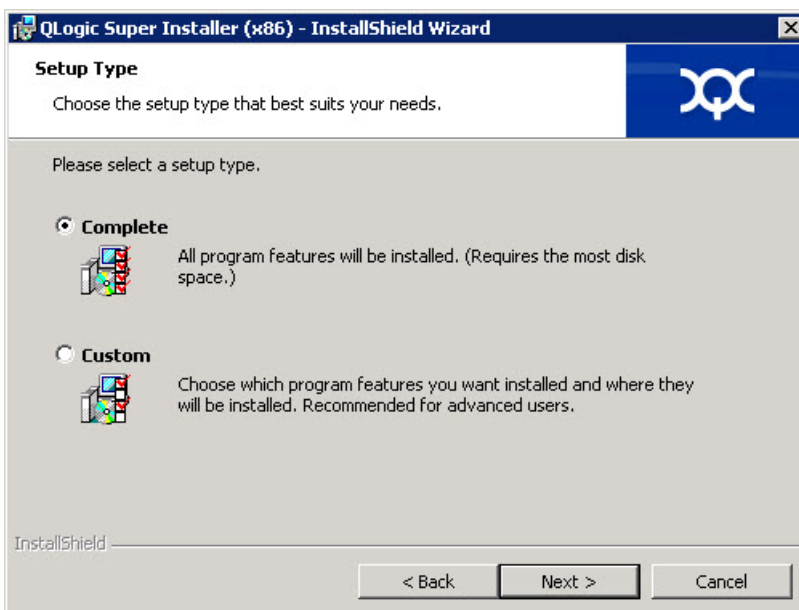 QLogic Super Installer (x86) - InstallShield Wizard
Setup Type
Choose the setup type that best suits your needs.
Please select a setup type.
Complete
All program features will be installed. (Requires the most disk
space.)
Custom
Choose which program features you want installed and where they
will be installed. Recommended for advanced users.
InstallShield
< Back
Next >
Cancel